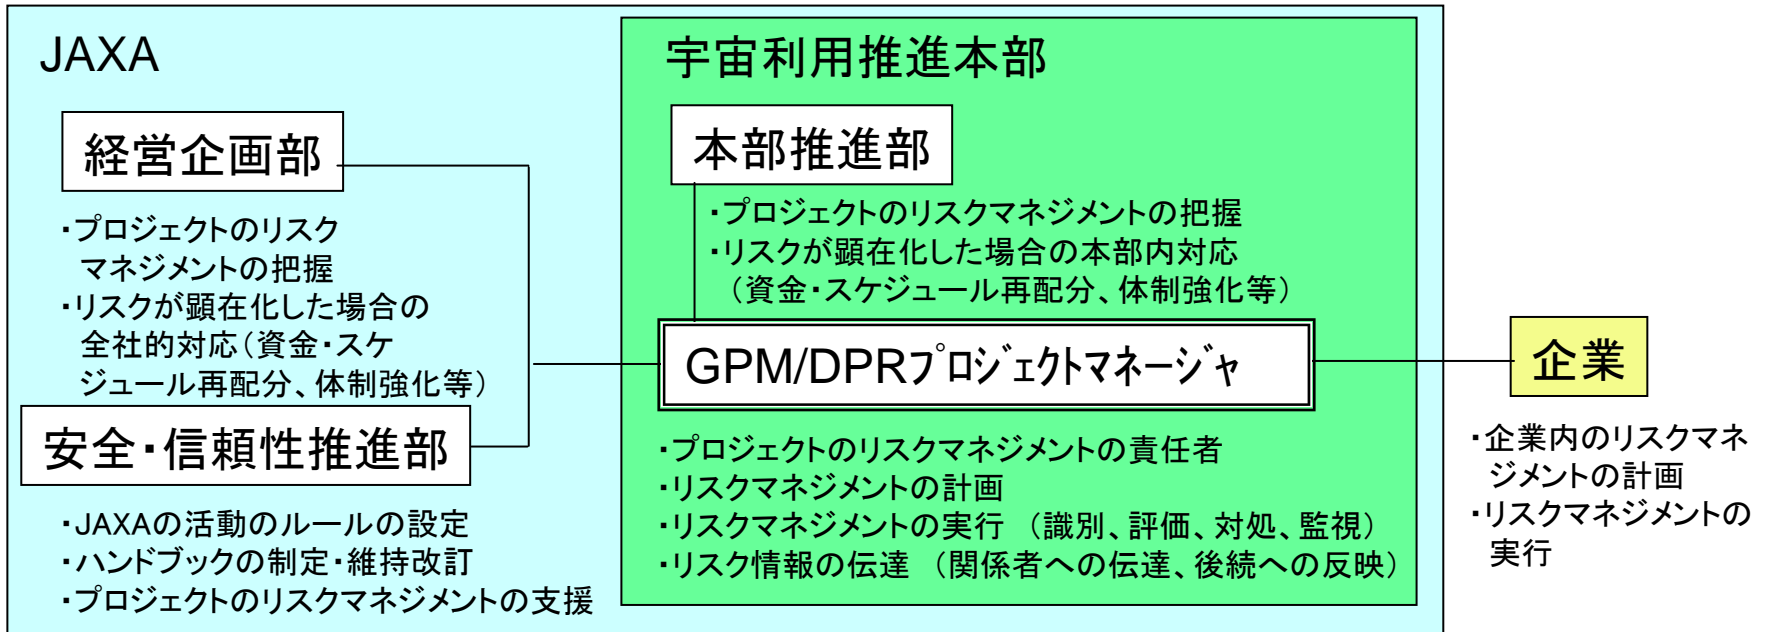 JAXA
経営企画部
・プロジェクトのリスク
マネジメントの把握
・リスクが顕在化した場合の
全社的対応(資金・スケ
ジュール再配分、体制強化等)
安全・信頼性推進部
・JAXAの活動のルールの設定
・ハンドブックの制定・維持改訂
・プロジェクトのリスクマネジメントの支援
宇宙利用推進本部
本部推進部
・プロジェクトのリスクマネジメントの把握
・リスクが顕在化した場合の本部内対応
(資金・スケジュール再配分、体制強化等)
GPM/DPRプロジェクトマネージャ
・プロジェクトのリスクマネジメントの責任者
・リスクマネジメントの計画
・リスクマネジメントの実行 (識別、評価、対処、監視)
・リスク情報の伝達 (関係者への伝達、後続への反映)
企業
・企業内のリスクマネ
ジメントの計画
・リスクマネジメントの
実行